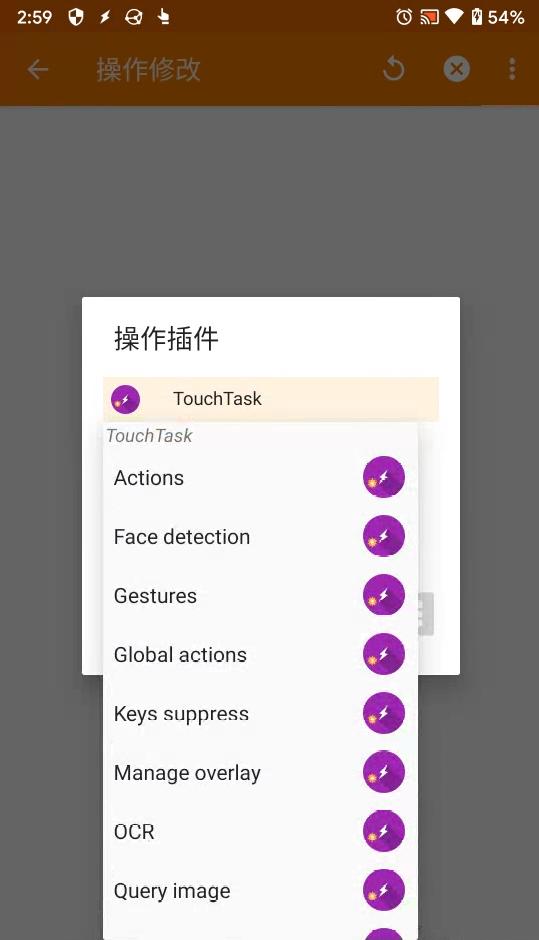 2:59
54%
操作修改
操作插件
TouchTask
TouchTask
Actions
Face detection
Gestures
Global actions
Keys suppress
Manage overlay
OCR
Query image